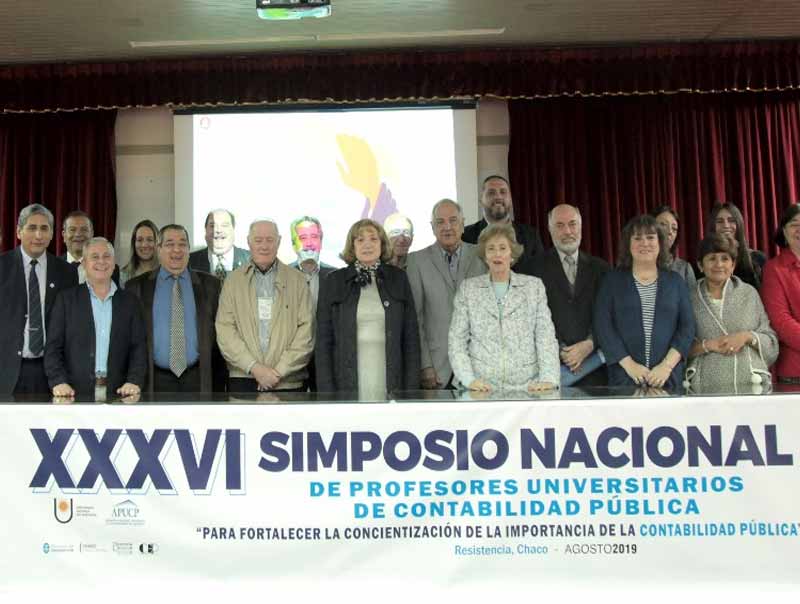 XXXVI SIMPOSIO NACIONAL
DE PROFESORES UNIVERSITARIOS
DE CONTABILIDAD PÚBLICA
APUCP
“PARA FORTALECER LA CONCIENTIZACIÓN DE LA IMPORTANCIA DE LA CONTABILIDAD PÚBLICA”
Resistencia, Chaco - AGOSTO2019